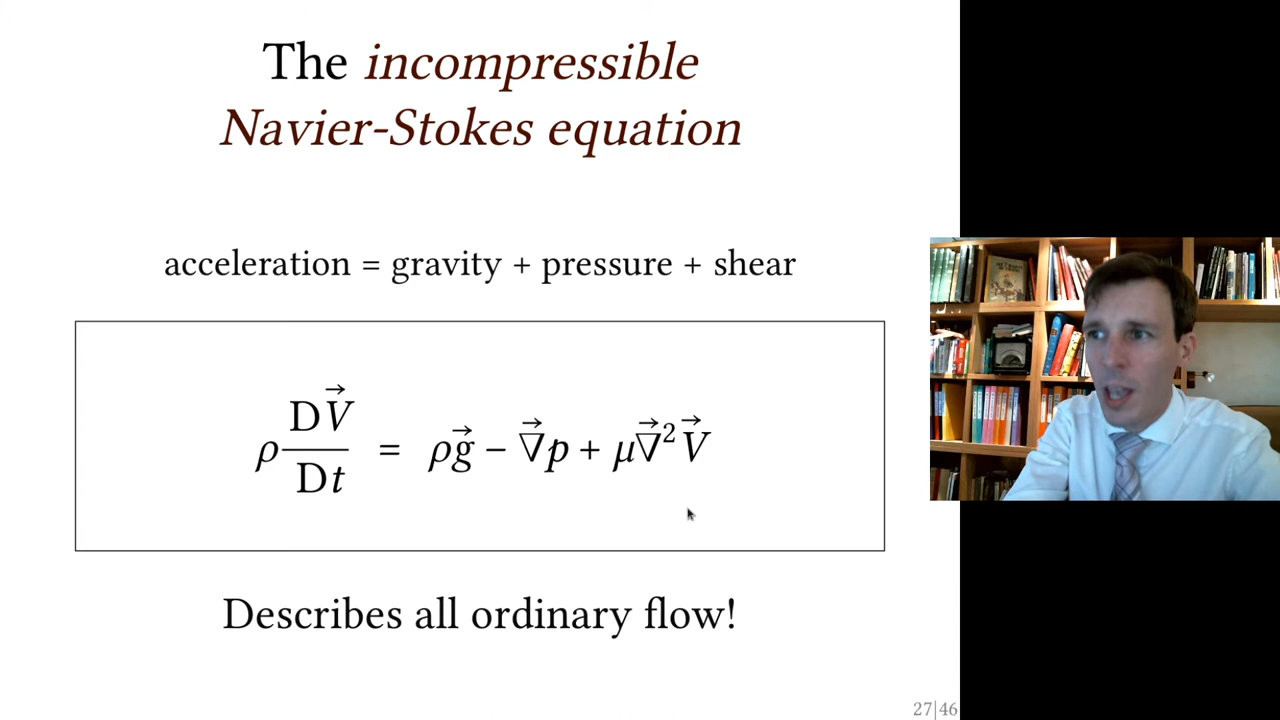 The incompressible
Navier-Stokes equation
acceleration = gravity + pressure + shear
ρ DV⃗/Dt = ρg⃗ − ∇⃗p + μ∇⃗²V⃗
Describes all ordinary flow!
27|46